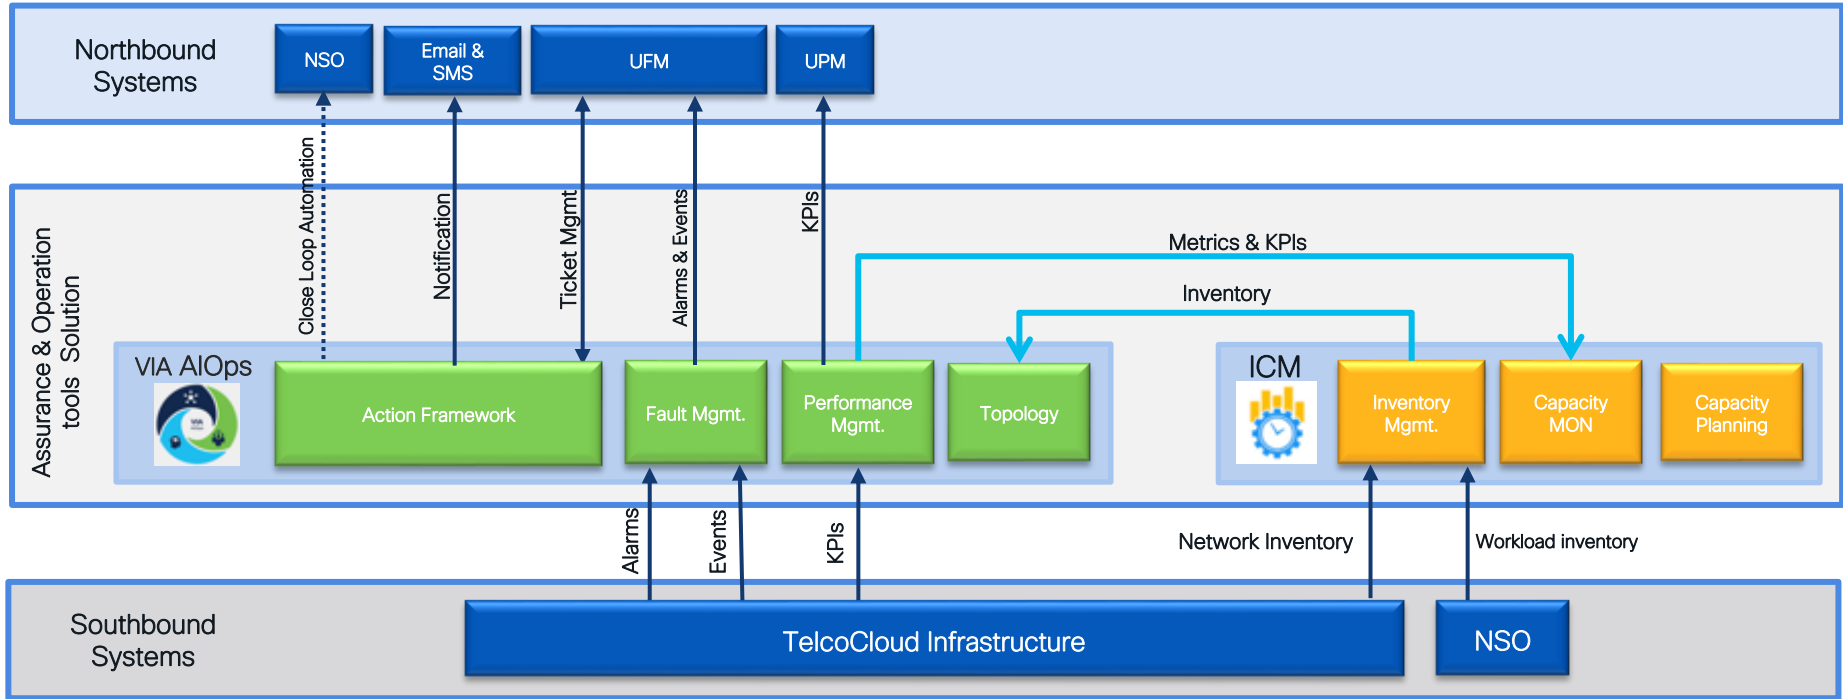 Northbound
Systems
NSO
Email &
SMS
UFM
UPM
Close Loop Automation
Notification
Ticket Mgmt
Alarms & Events
KPIs
Metrics & KPIs
Inventory
Assurance & Operation
tools Solution
VIA AIOps
VIA
Action Framework
Fault Mgmt.
Performance
Mgmt.
Topology
ICM
Inventory
Mgmt.
Capacity
MON
Capacity
Planning
Alarms
Events
KPIs
Network Inventory
Workload inventory
Southbound
Systems
TelcoCloud Infrastructure
NSO